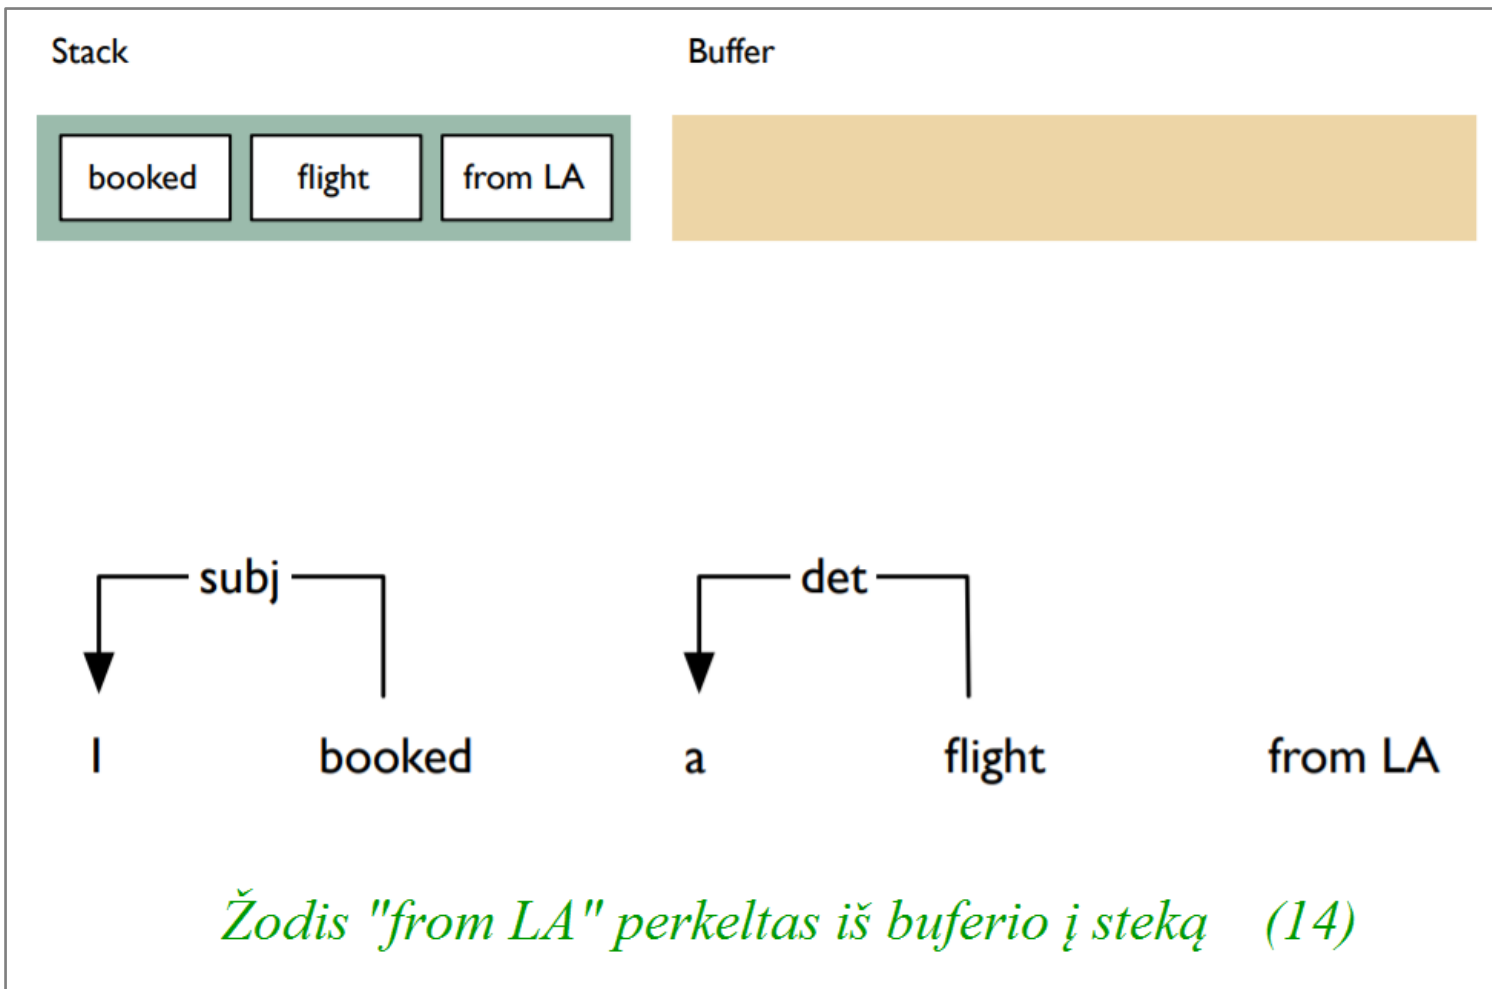 Stack Buffer
booked flight from LA
subj det
I booked a flight from LA
Žodis "from LA" perkeltas iš buferio į steką (14)